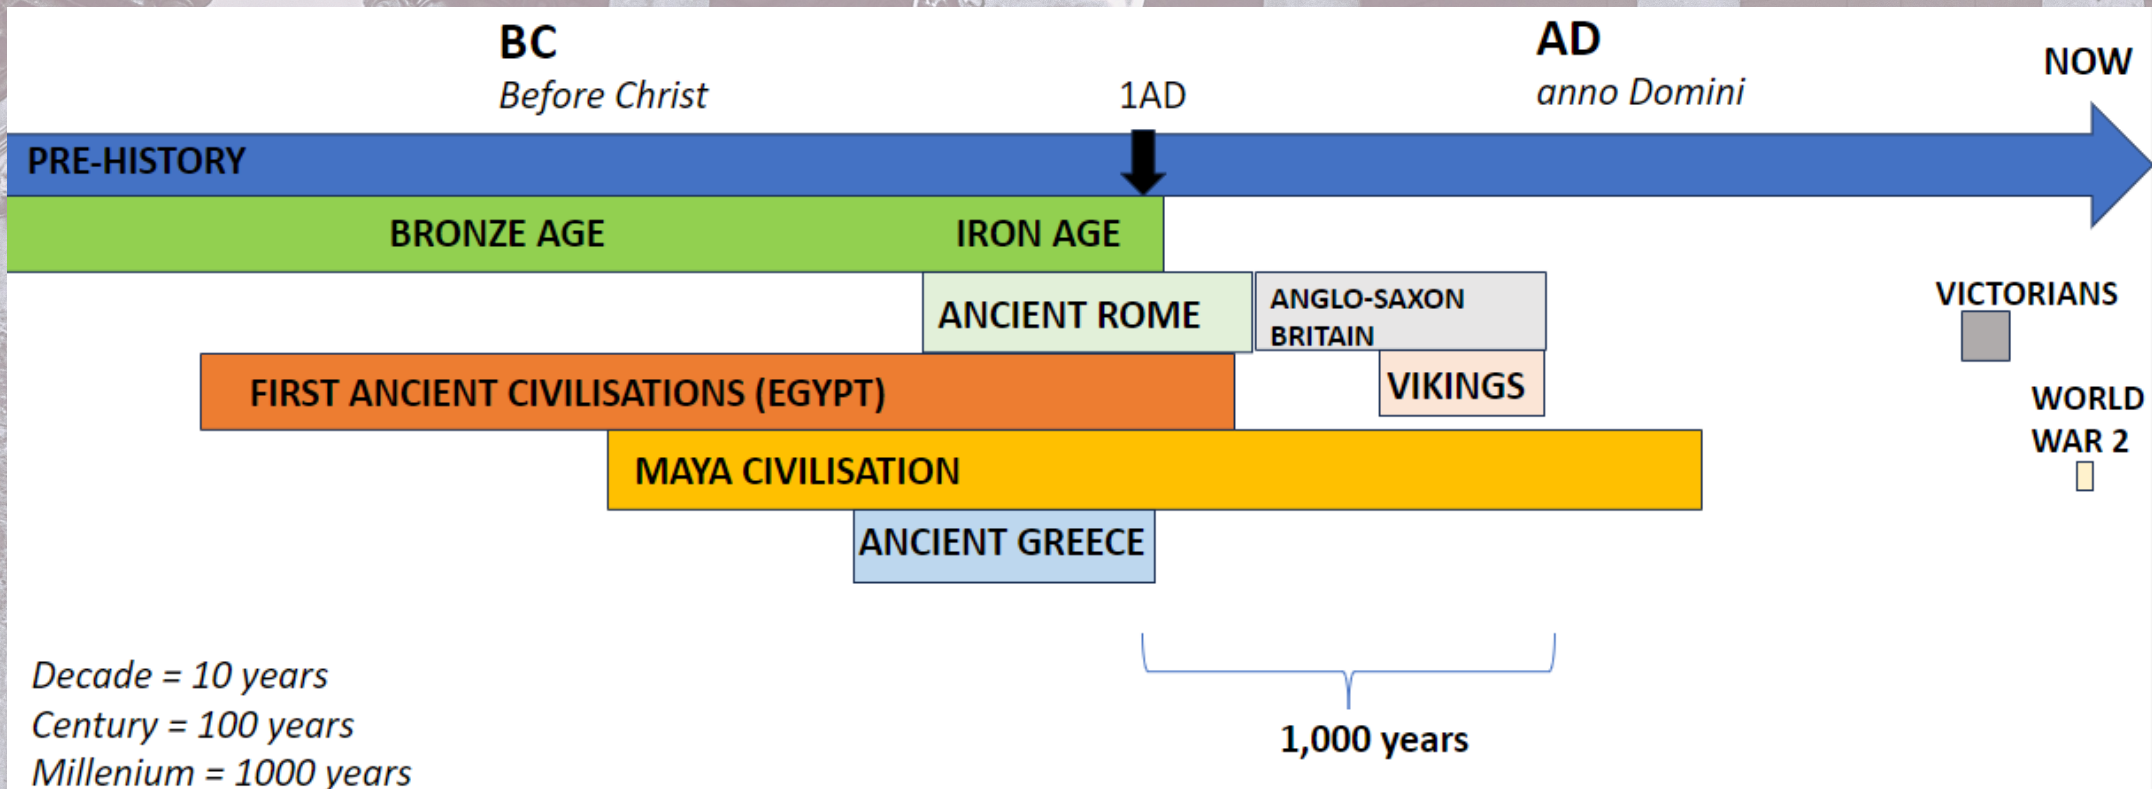 BC
Before Christ
1AD
AD
anno Domini
NOW
PRE-HISTORY
BRONZE AGE
IRON AGE
ANCIENT ROME
ANGLO-SAXON
BRITAIN
VICTORIANS
FIRST ANCIENT CIVILISATIONS (EGYPT)
VIKINGS
WORLD
WAR 2
MAYA CIVILISATION
ANCIENT GREECE
Decade = 10 years
Century = 100 years
Millenium = 1000 years
1,000 years